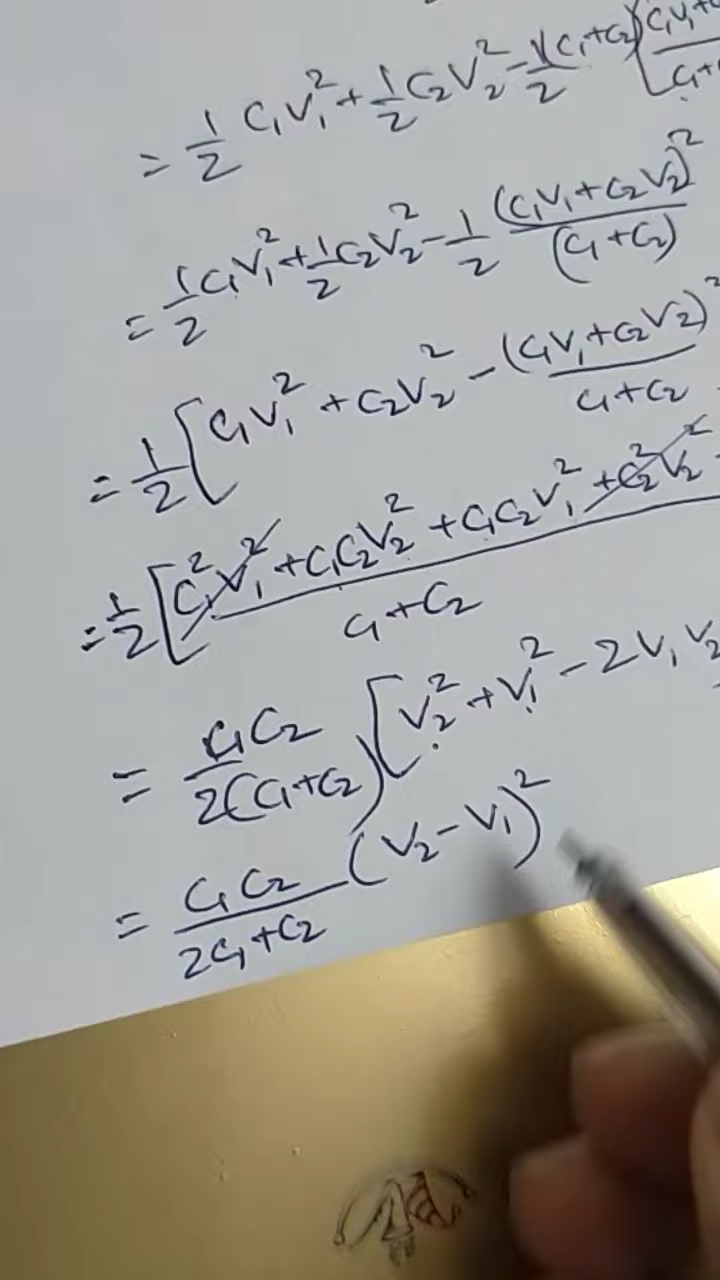 = 1/2 C₁V₁² + 1/2 C₂V₂² - 1/2 (C₁+C₂) [C₁V₁+
= 1/2 C₁V₁² + 1/2 C₂V₂² - 1/2 (C₁V₁+C₂V₂)²/(C₁+C₂)
= 1/2 [C₁V₁² + C₂V₂² - (C₁V₁+C₂V₂)²/C₁+C₂
= 1/2 [C₁²V₁² + C₁C₂V₂² + C₁C₂V₁² + C₂²V₂² - / C₁+C₂
= C₁C₂/2(C₁+C₂) [V₂² + V₁² - 2V₁V₂
= C₁C₂/2C₁+C₂ (V₂-V₁)²